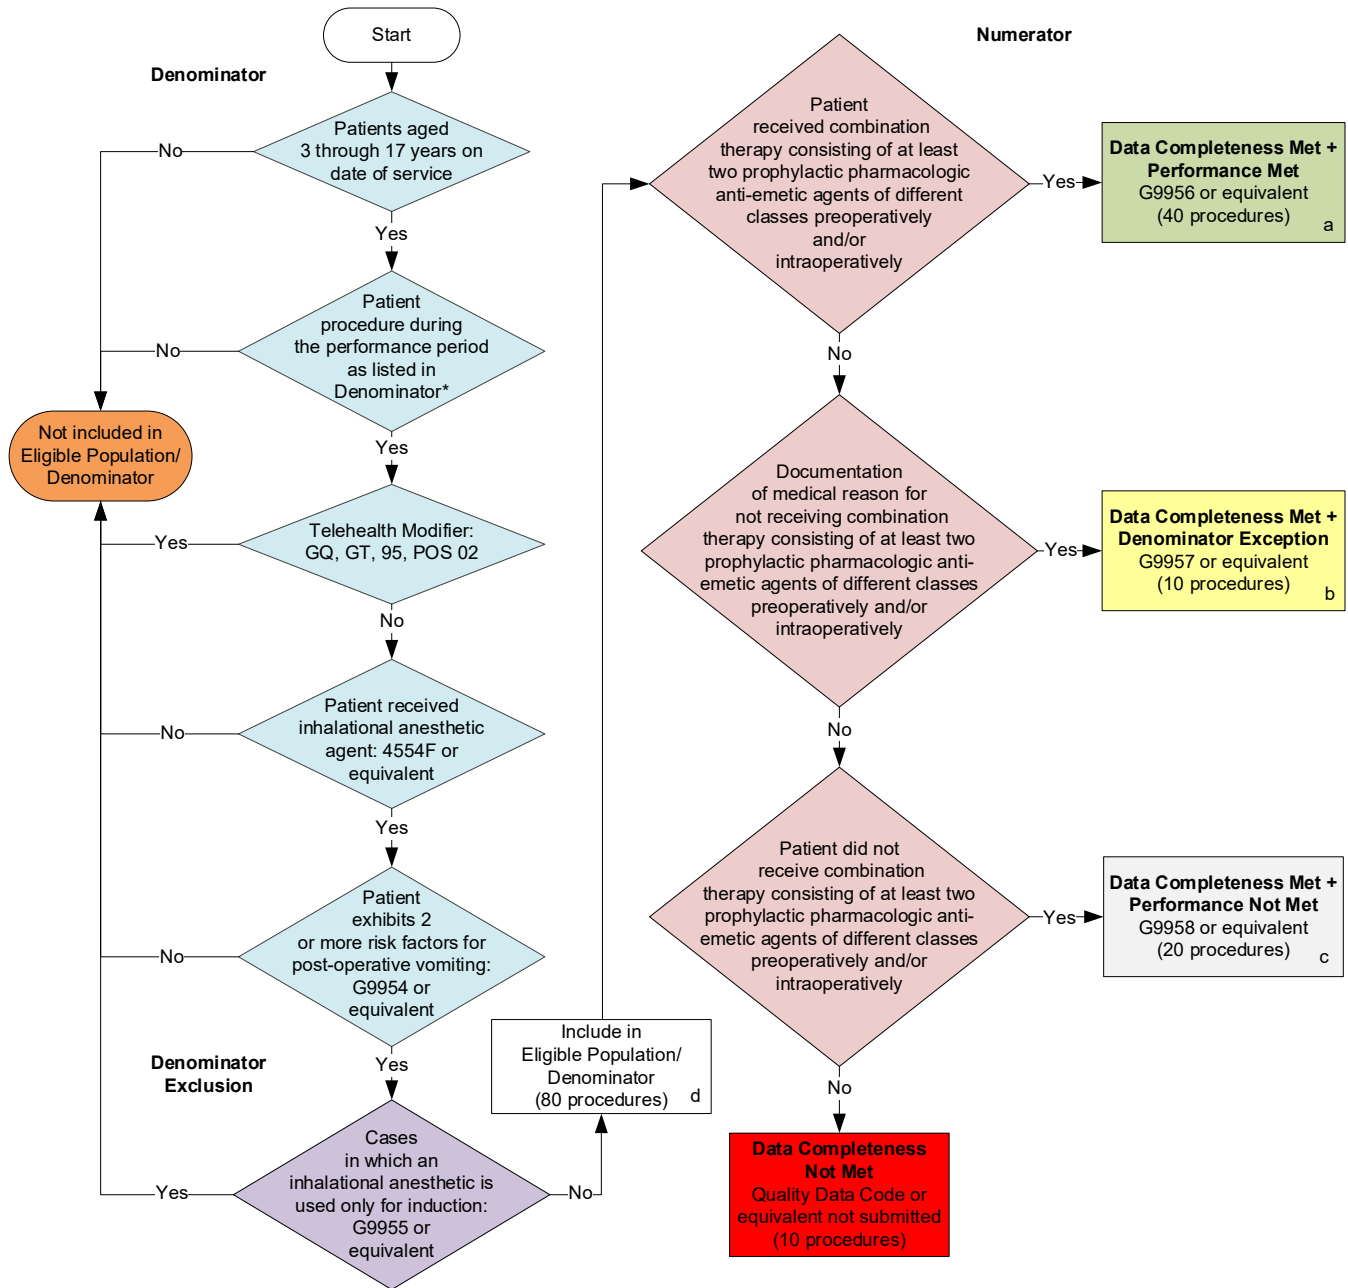 Start
Denominator
Patients aged
3 through 17 years on
date of service
No
Yes
Patient
procedure during
the performance period
as listed in
Denominator*
No
Yes
Not included in
Eligible Population/
Denominator
Telehealth Modifier:
GQ, GT, 95, POS 02
Yes
No
Patient received
inhalational anesthetic
agent: 4554F or
equivalent
No
Yes
Patient
exhibits 2
or more risk factors for
post-operative vomiting:
G9954 or
equivalent
No
Yes
Denominator
Exclusion
Cases
in which an
inhalational anesthetic is
used only for induction:
G9955 or
equivalent
Yes
No
Include in
Eligible Population/
Denominator
(80 procedures)
d
Numerator
Patient
received combination
therapy consisting of at least
two prophylactic pharmacologic
anti-emetic agents of different
classes preoperatively
and/or
intraoperatively
Yes
Data Completeness Met +
Performance Met
G9956 or equivalent
(40 procedures)
a
No
Documentation
of medical reason for
not receiving combination
therapy consisting of at least two
prophylactic pharmacologic anti-
emetic agents of different classes
preoperatively and/or
intraoperatively
Yes
Data Completeness Met +
Denominator Exception
G9957 or equivalent
(10 procedures)
b
No
Patient did not
receive combination
therapy consisting of at least two
prophylactic pharmacologic anti-
emetic agents of different classes
preoperatively and/or
intraoperatively
Yes
Data Completeness Met +
Performance Not Met
G9958 or equivalent
(20 procedures)
c
No
Data Completeness
Not Met
Quality Data Code or
equivalent not submitted
(10 procedures)